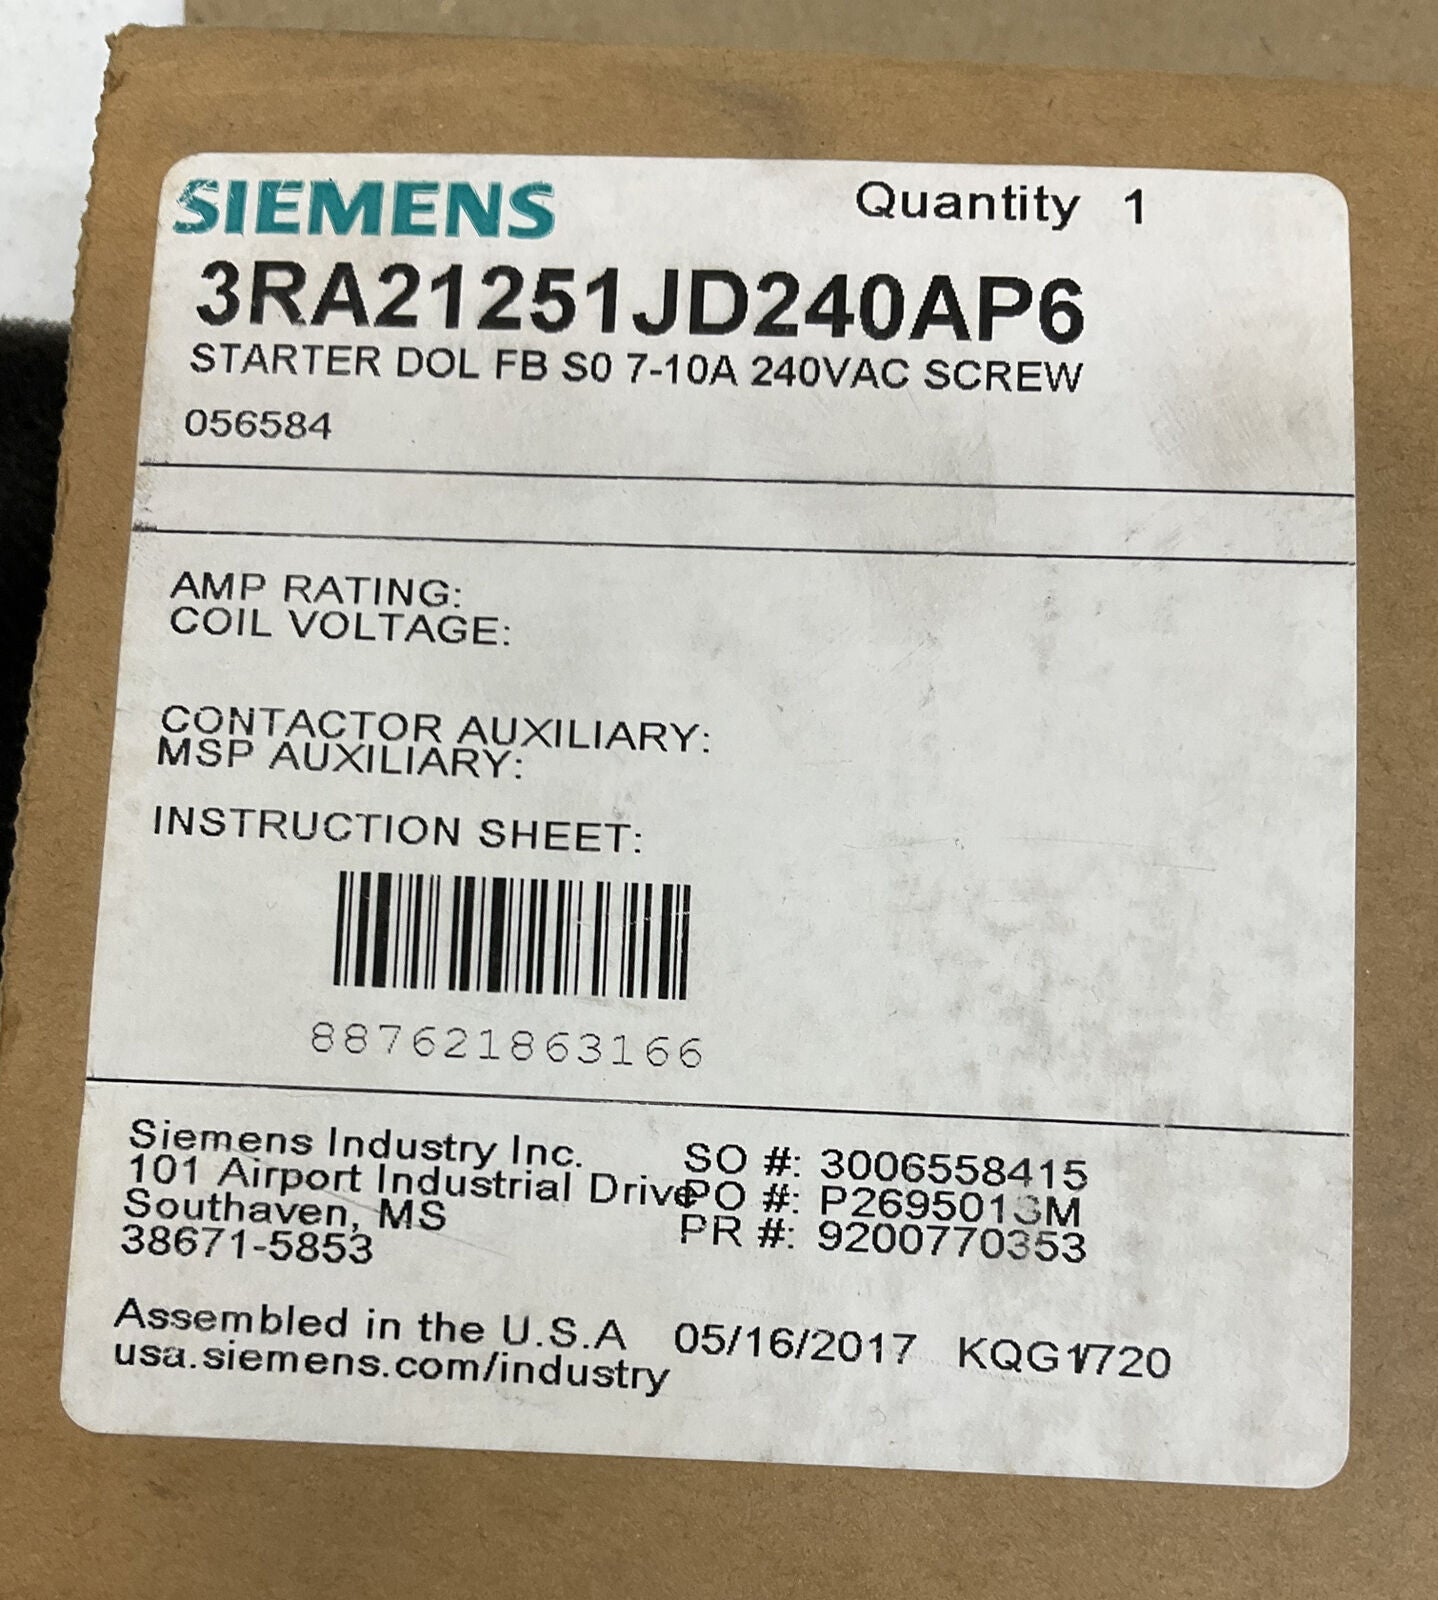 SIEMENS Quantity 1
3RA21251JD240AP6
STARTER DOL FB S0 7-10A 240VAC SCREW
056584
AMP RATING:
COIL VOLTAGE:
CONTACTOR AUXILIARY:
MSP AUXILIARY:
INSTRUCTION SHEET:
887621863166
Siemens Industry Inc. SO #: 3006558415
101 Airport Industrial Drive PO #: P2695013M
Southaven, MS PR #: 9200770353
38671-5853
Assembled in the U.S.A 05/16/2017 KQG1/720
usa.siemens.com/industry